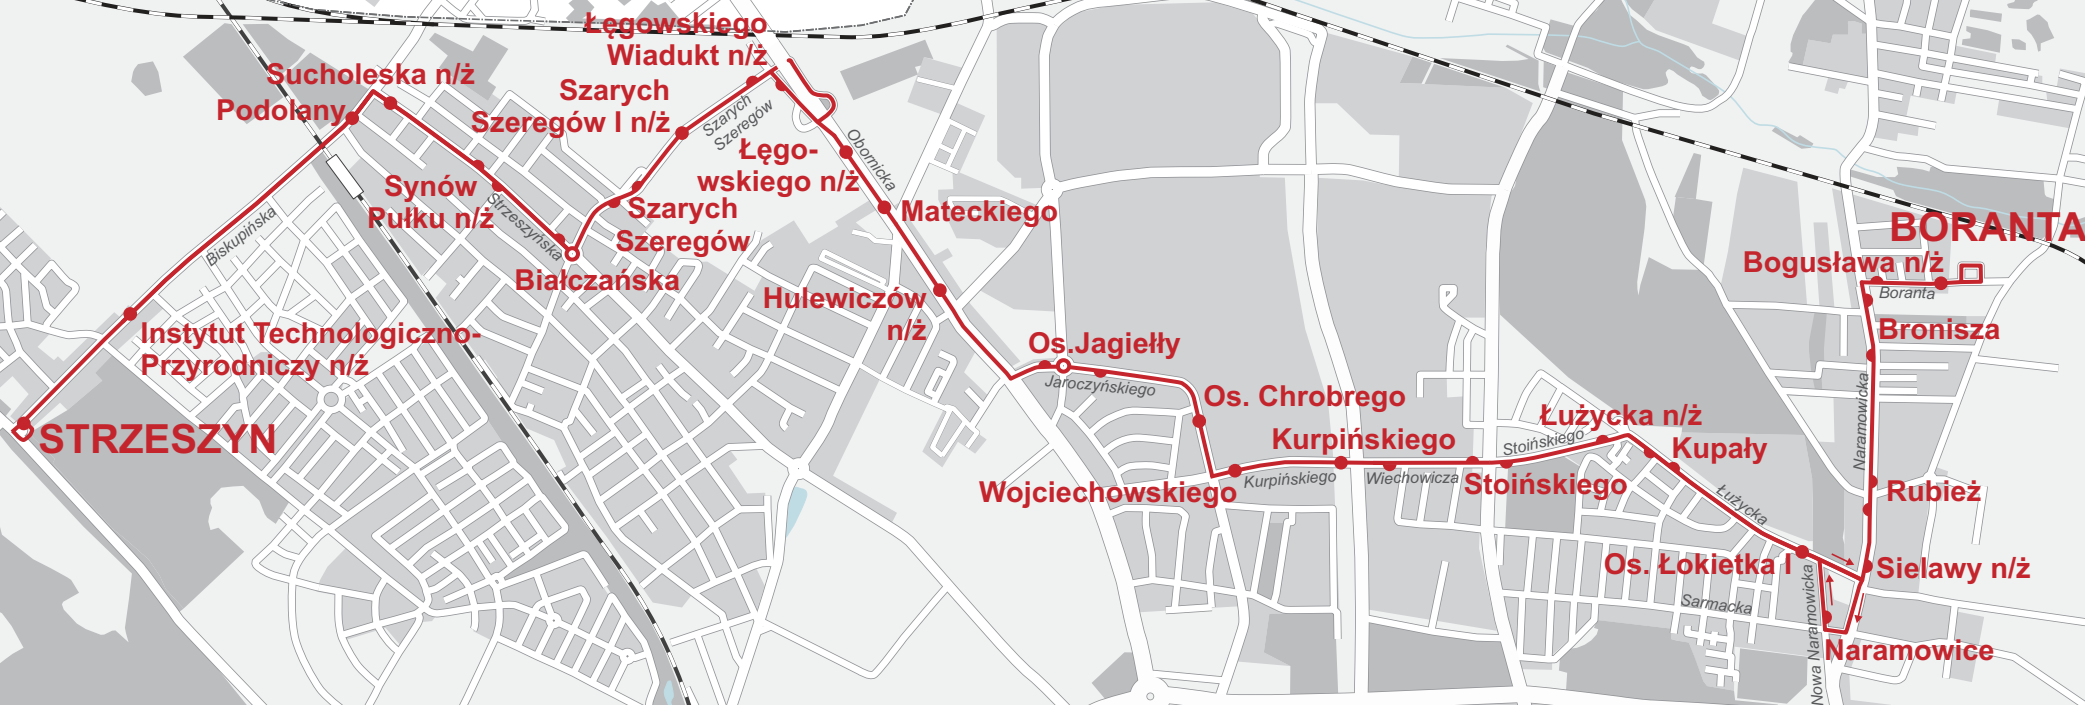 Łęgowskiego
Wiadukt n/ż
Sucholeska n/ż
Podolany
Szarych
Szeregów I n/ż
Szarych
Szeregów
Obornicka
Łęgo-
wskiego n/ż
Synów
Pułku n/ż
Strzeszyńska
Biskupińska
Szarych
Szeregów
Mateckiego
Białczańska
Hulewiczów
n/ż
Instytut Technologiczno-
Przyrodniczy n/ż
STRZESZYN
Os.Jagiełły
Jaroczyńskiego
Os. Chrobrego
Kurpińskiego
Wojciechowskiego
Kurpińskiego
Wiechowicza
Stoińskiego
Stoińskiego
Łużycka n/ż
Kupały
Łużycka
BORANTA
Bogusława n/ż
Boranta
Bronisza
Naramowicka
Rubież
Os. Łokietka I
Sielawy n/ż
Sarmacka
Nowa Naramowicka
Naramowice